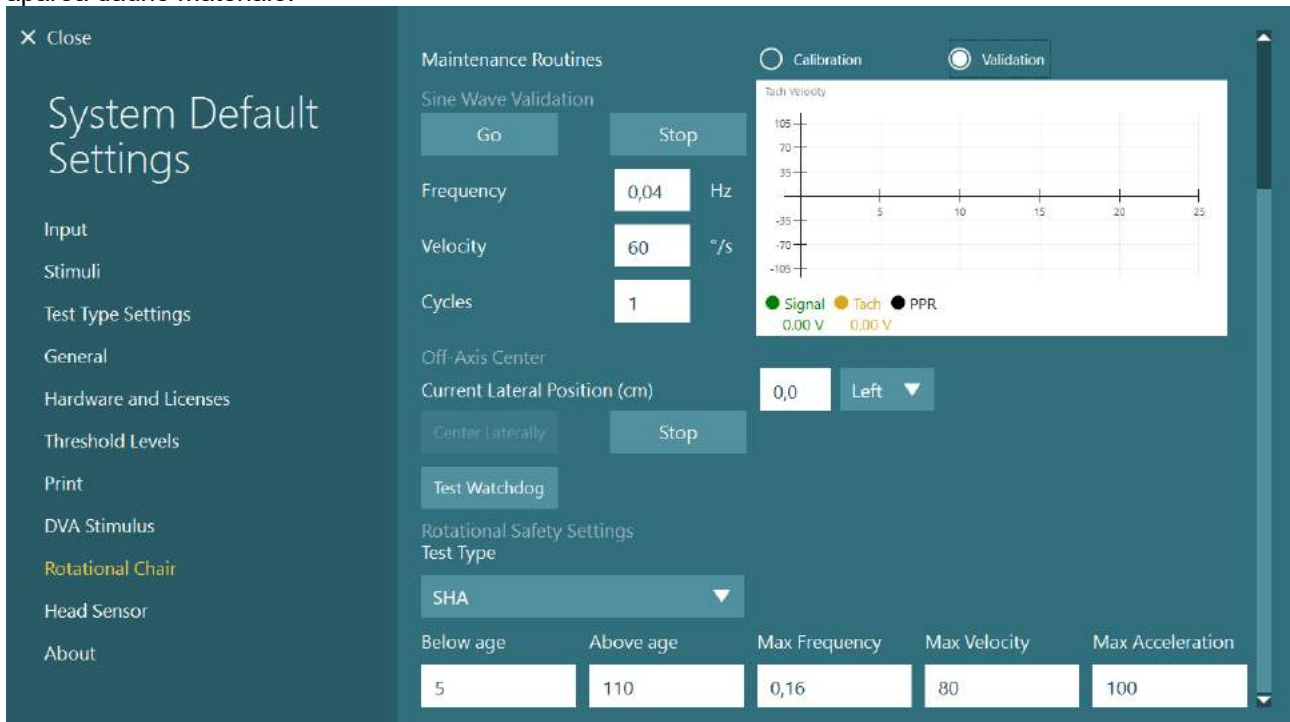 ✕ Close
System Default
Settings
Input
Stimuli
Test Type Settings
General
Hardware and Licenses
Threshold Levels
Print
DVA Stimulus
Rotational Chair
Head Sensor
About
Maintenance Routines
Calibration Validation
Sine Wave Validation
Go Stop
Frequency 0,04 Hz
Velocity 60 °/s
Cycles 1
Tach Velocity
105
70
35
5 10 15 20 25
-35
-70
-105
Signal Tach PPR
0.00 V 0,00 V
Off-Axis Center
Current Lateral Position (cm) 0,0 Left
Center Laterally Stop
Test Watchdog
Rotational Safety Settings
Test Type
SHA
Below age Above age Max Frequency Max Velocity Max Acceleration
5 110 0,16 80 100